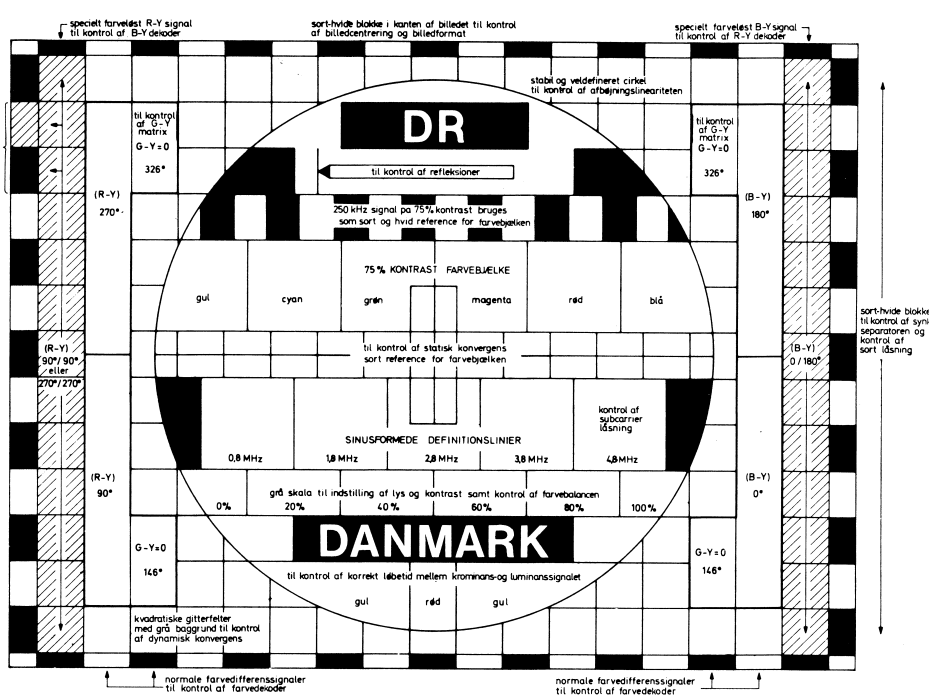 specielt farveløst R-Y signal
til kontrol af B-Y dekoder
sort-hvide blokke i kanten af billedet til kontrol
af billedcentrering og billedformat
specielt farveløst B-Y signal
til kontrol af R-Y dekoder
stabil og veldefineret cirkel
til kontrol af afbøjningslineariteten
til kontrol
af G-Y
matrix
G-Y=0
326°
DR
til kontrol
af G-Y
matrix
G-Y=0
326°
til kontrol af refleksioner
(R-Y)
270°
250 kHz signal pa 75% kontrast bruges
som sort og hvid reference for farvebjælken
(B-Y)
180°
75% KONTRAST FARVEBJÆLKE
gul
cyan
grøn
magenta
rød
blå
sort-hvide blokke
til kontrol af syn
separatoren og
kontrol af
sort låsning
(R-Y)
90°/90°
eller
270°/270°
til kontrol af statisk konvergens
sort reference for farvebjælken
(B-Y)
0/180°
kontrol af
subcarrier
låsning
SINUSFORMEDE DEFINITIONSLINIER
0,8 MHz
1,8 MHz
2,8 MHz
3,8 MHz
4,8 MHz
(R-Y)
90°
(B-Y)
0°
grå skala til indstilling af lys og kontrast samt kontrol af farvebalancen
0%
20%
40%
60%
80%
100%
DANMARK
G-Y=0
146°
G-Y=0
146°
til kontrol af korrekt løbetid mellem krominans-og luminanssignalet
gul
rød
gul
kvadratiske gitterfelter
med grå baggrund til kontrol
af dynamisk konvergens
normale farvedifferenssignaler
til kontrol af farvedekoder
normale farvedifferenssignaler
til kontrol af farvedekoder